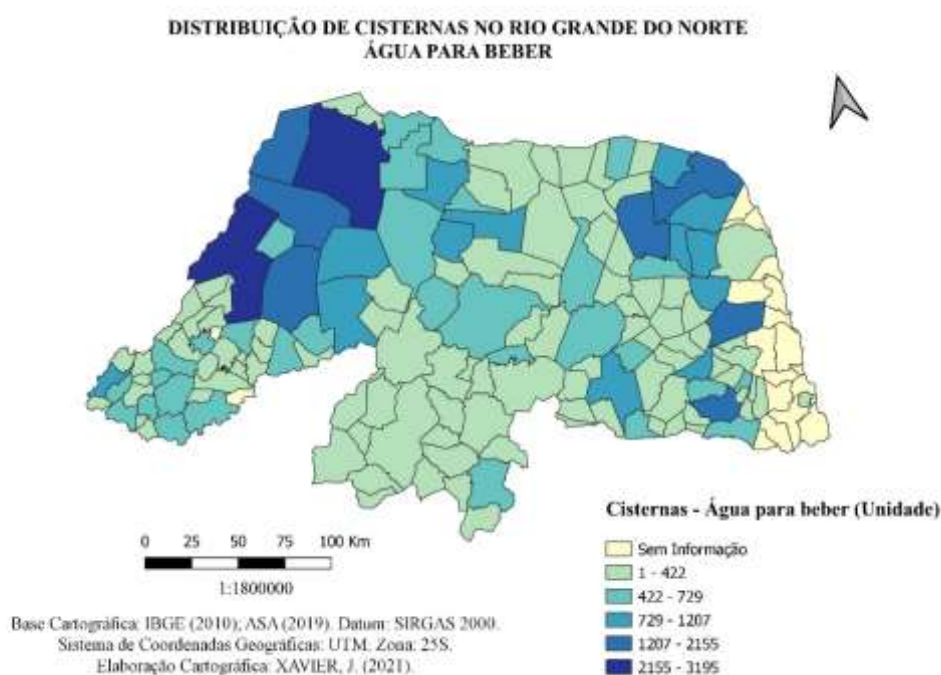 DISTRIBUIÇÃO DE CISTERNAS NO RIO GRANDE DO NORTE
ÁGUA PARA BEBER
0 25 50 75 100 Km
1:1800000
Base Cartográfica: IBGE (2010); ASA (2019). Datum: SIRGAS 2000.
Sistema de Coordenadas Geográficas: UTM. Zona: 25S.
Elaboração Cartográfica: XAVIER, J. (2021).
Cisternas - Água para beber (Unidade)
Sem Informação
1 - 422
422 - 729
729 - 1207
1207 - 2155
2155 - 3195